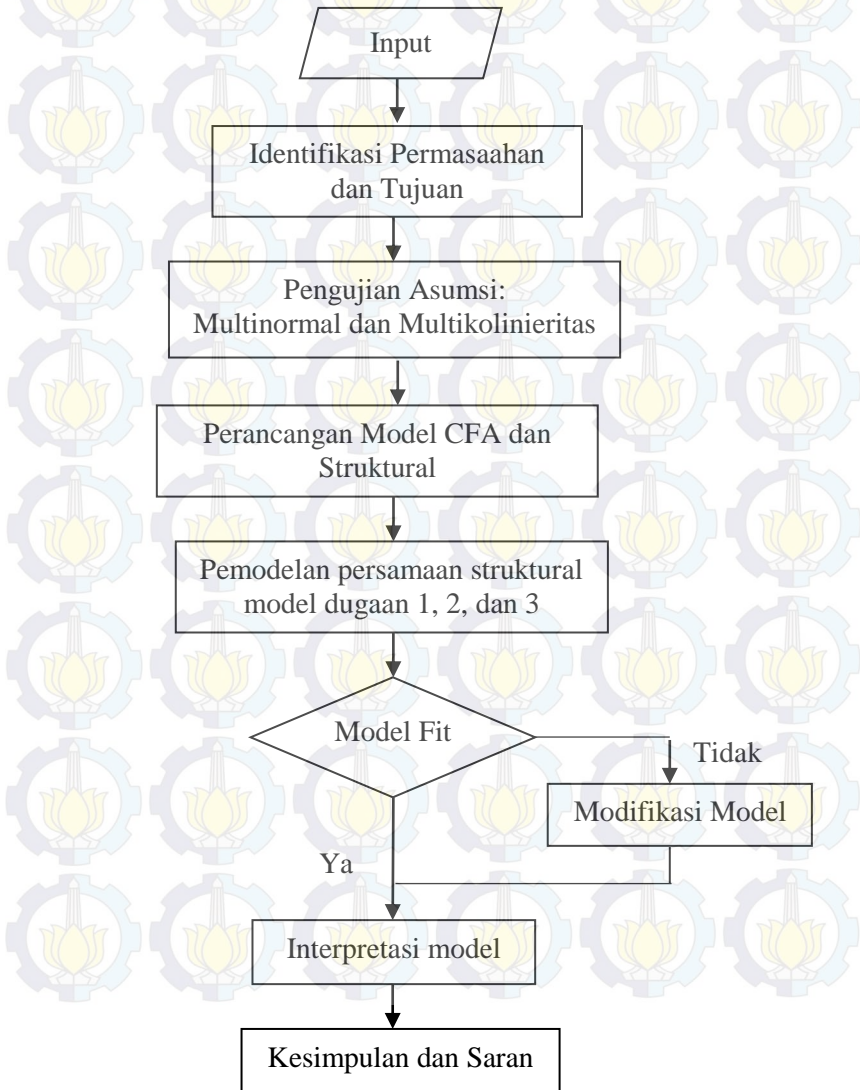 Input
Identifikasi Permasaahan
dan Tujuan
Pengujian Asumsi:
Multinormal dan Multikolinieritas
Perancangan Model CFA dan
Struktural
Pemodelan persamaan struktural
model dugaan 1, 2, dan 3
Model Fit
Tidak
Modifikasi Model
Ya
Interpretasi model
Kesimpulan dan Saran